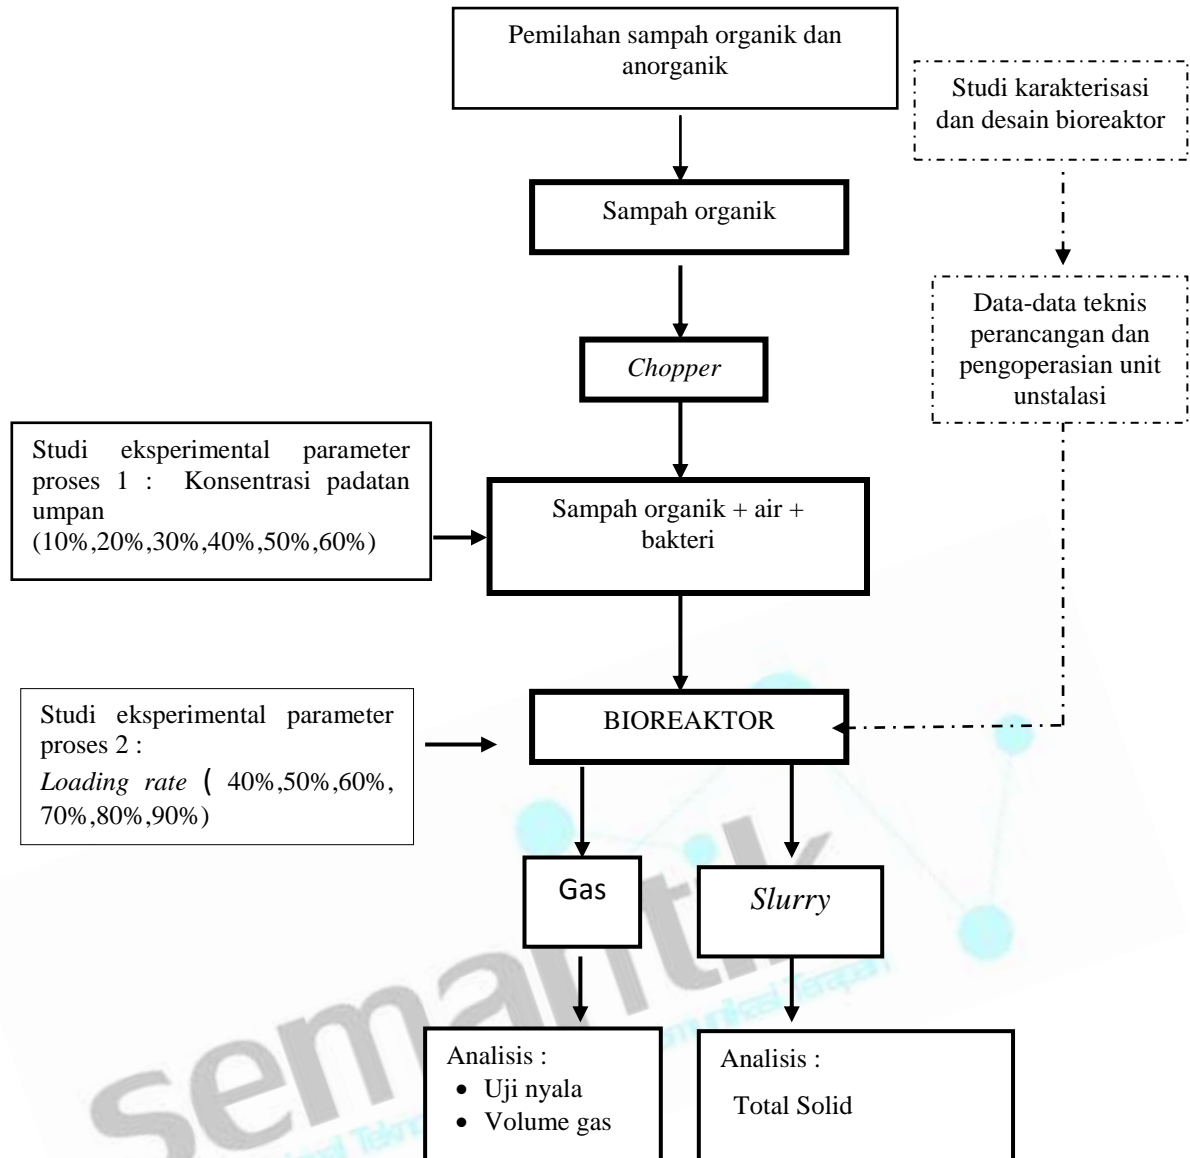 Pemilahan sampah organik dan
anorganik
Studi karakterisasi
dan desain bioreaktor
Sampah organik
Data-data teknis
perancangan dan
pengoperasian unit
unstalasi
Chopper
Studi eksperimental parameter
proses 1 : Konsentrasi padatan
umpan
(10%,20%,30%,40%,50%,60%)
Sampah organik + air +
bakteri
Studi eksperimental parameter
proses 2 :
Loading rate ( 40%,50%,60%,
70%,80%,90%)
BIOREAKTOR
Gas
Slurry
Analisis :
• Uji nyala
• Volume gas
Analisis :
Total Solid
semantik